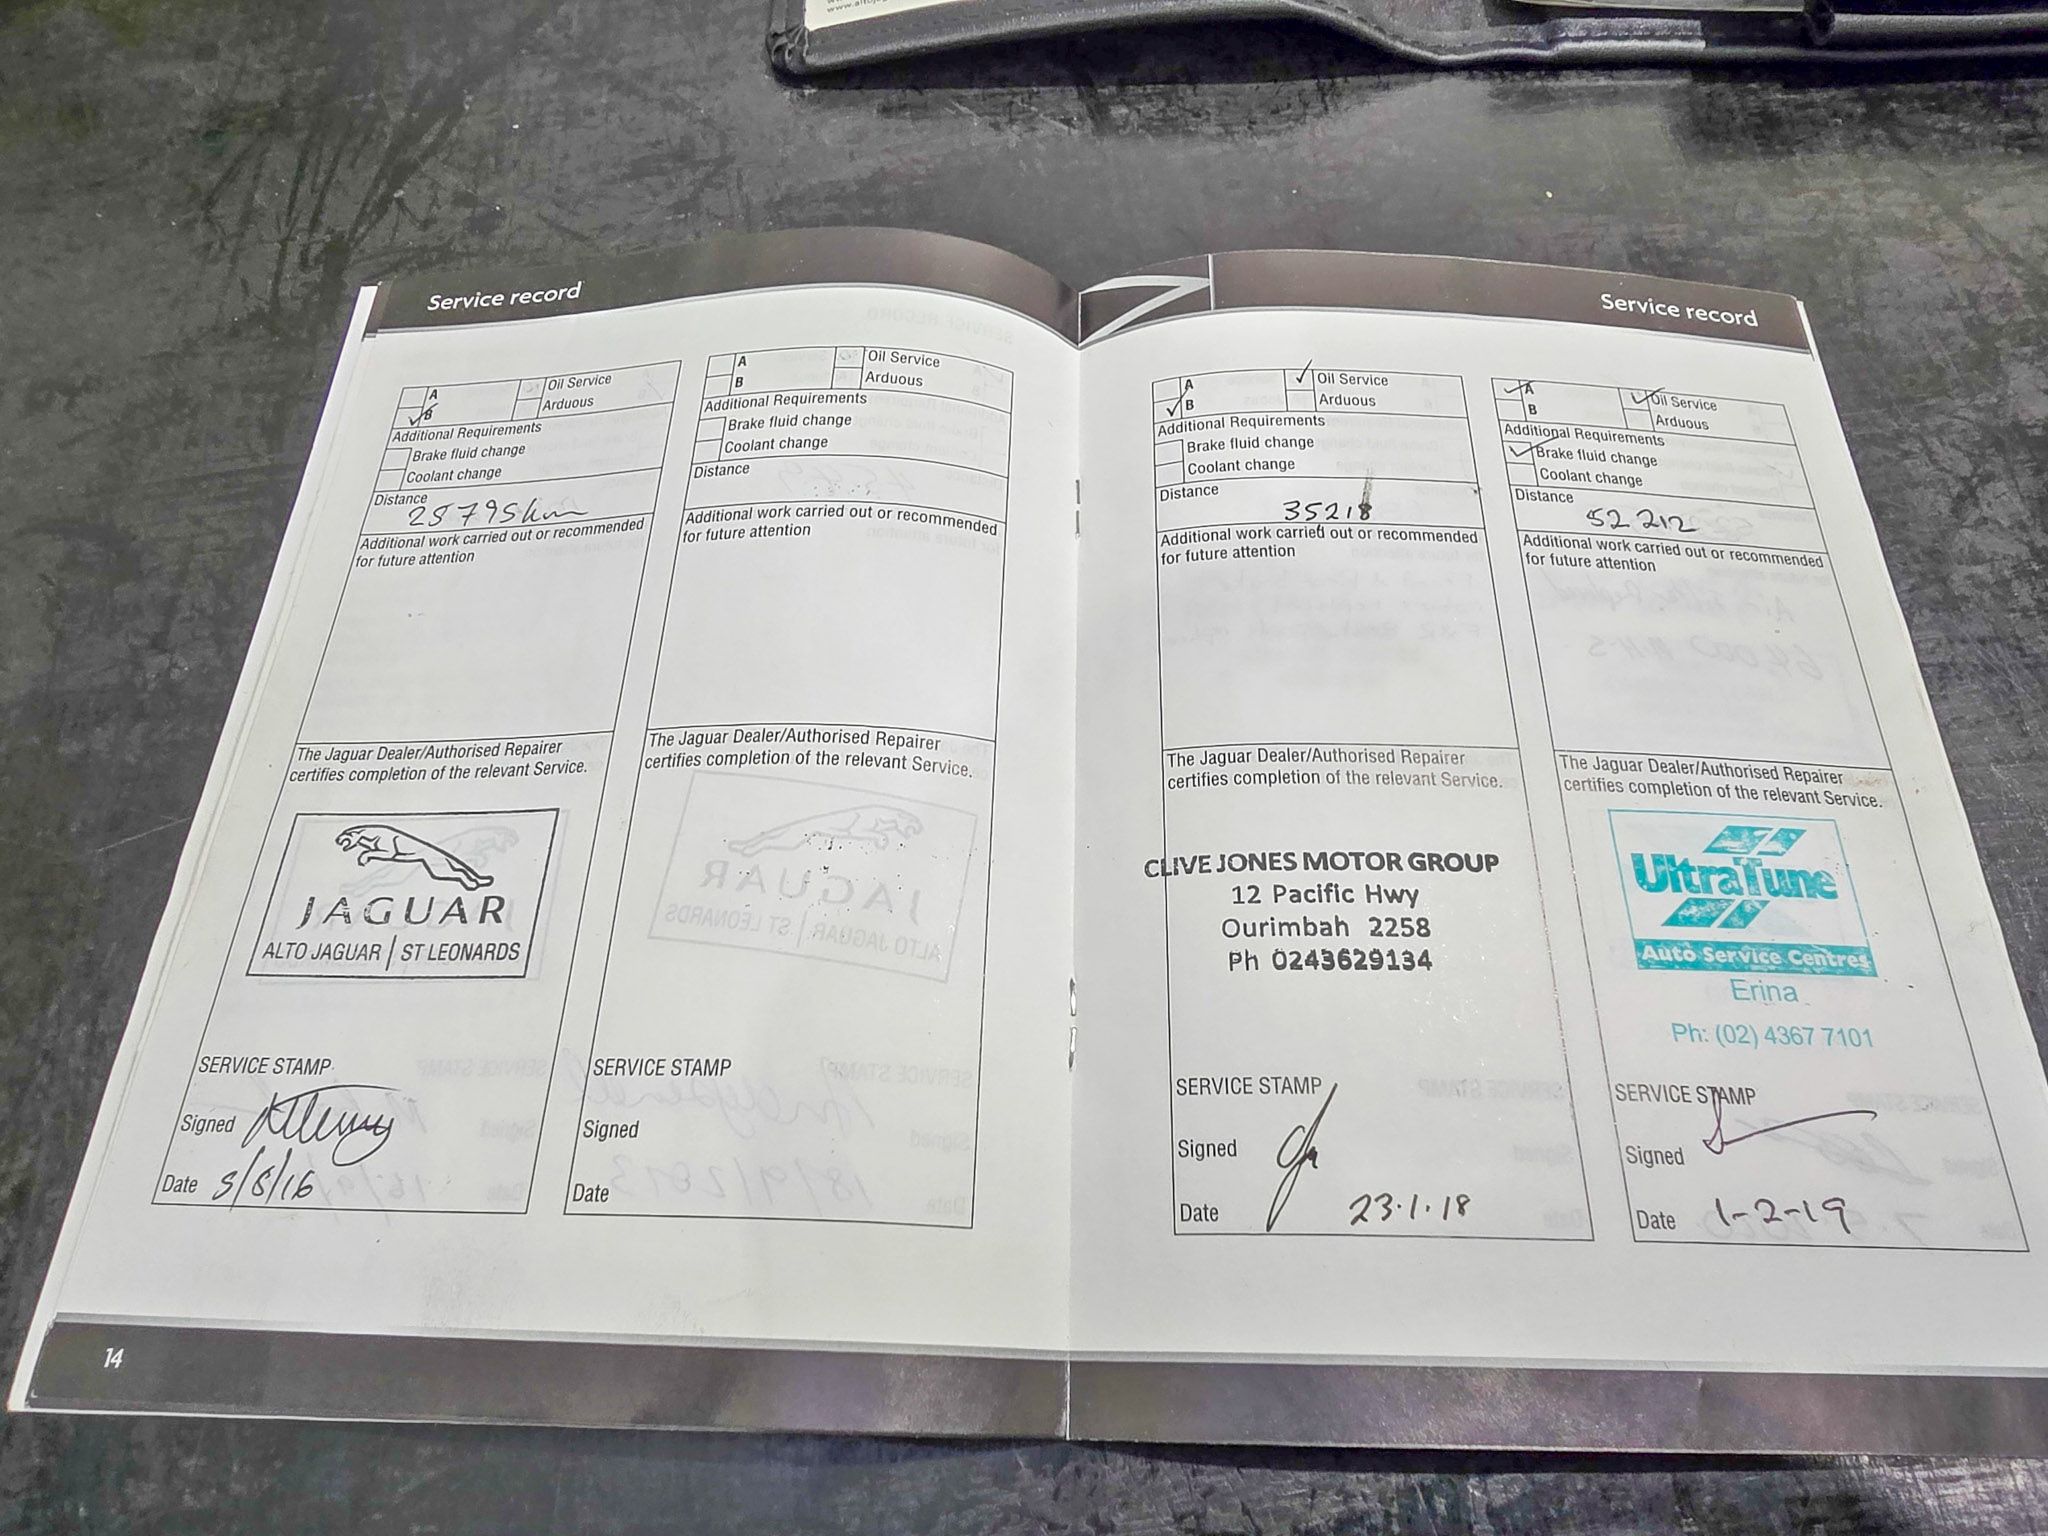 Service record
A
B
Oil Service
Arduous
Additional Requirements
Brake fluid change
Coolant change
Distance
25795km
Additional work carried out or recommended
for future attention
The Jaguar Dealer/Authorised Repairer
certifies completion of the relevant Service.
JAGUAR
ALTO JAGUAR | ST LEONARDS
SERVICE STAMP
Signed
Date 5/8/16
A
B
Oil Service
Arduous
Additional Requirements
Brake fluid change
Coolant change
Distance
Additional work carried out or recommended
for future attention
The Jaguar Dealer/Authorised Repairer
certifies completion of the relevant Service.
SERVICE STAMP
Signed
Date
14
Service record
A
B
Oil Service
Arduous
Additional Requirements
Brake fluid change
Coolant change
Distance
35218
Additional work carried out or recommended
for future attention
The Jaguar Dealer/Authorised Repairer
certifies completion of the relevant Service.
CLIVE JONES MOTOR GROUP
12 Pacific Hwy
Ourimbah 2258
Ph 0243629134
SERVICE STAMP
Signed
Date 23.1.18
A
B
Oil Service
Arduous
Additional Requirements
Brake fluid change
Coolant change
Distance
52212
Additional work carried out or recommended
for future attention
The Jaguar Dealer/Authorised Repairer
certifies completion of the relevant Service.
UltraTune
Auto Service Centres
Erina
Ph: (02) 4367 7101
SERVICE STAMP
Signed
Date 1-2-19